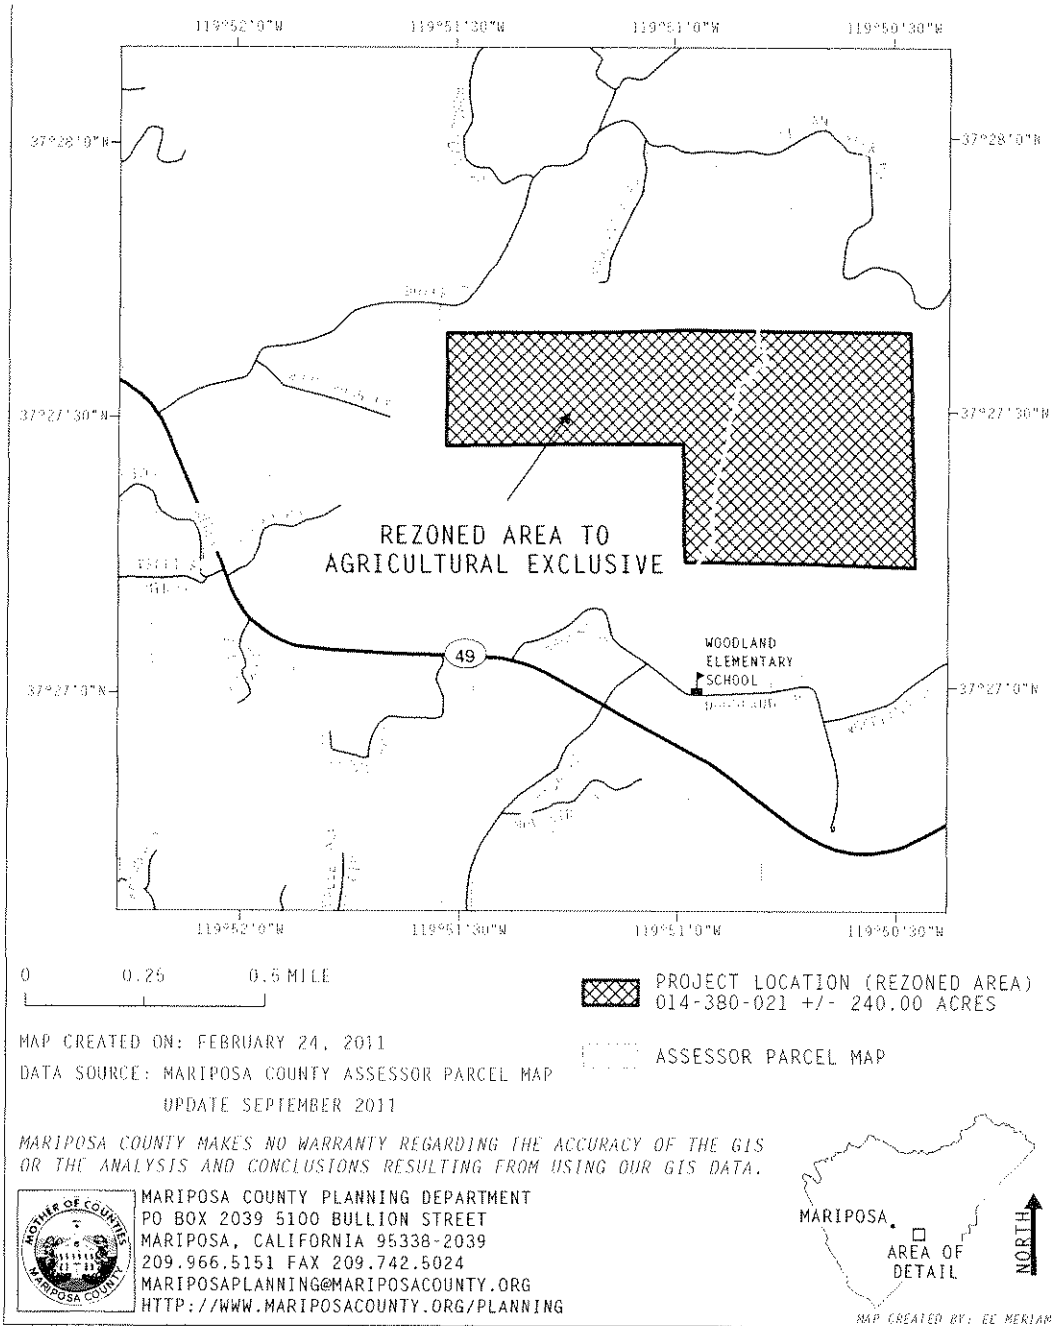 119°52'0"W 119°51'30"W 119°51'0"W 119°50'30"W
37°28'0"N
37°28'0"N
37°27'30"N
37°27'30"N
REZONED AREA TO
AGRICULTURAL EXCLUSIVE
49
WOODLAND
ELEMENTARY
SCHOOL
37°27'0"N
37°27'0"N
119°52'0"W 119°51'30"W 119°51'0"W 119°50'30"W
0 0.25 0.5 MILE
PROJECT LOCATION (REZONED AREA)
014-380-021 +/- 240.00 ACRES
MAP CREATED ON: FEBRUARY 24, 2011
ASSESSOR PARCEL MAP
DATA SOURCE: MARIPOSA COUNTY ASSESSOR PARCEL MAP
UPDATE SEPTEMBER 2011
MARIPOSA COUNTY MAKES NO WARRANTY REGARDING THE ACCURACY OF THE GIS
OR THE ANALYSIS AND CONCLUSIONS RESULTING FROM USING OUR GIS DATA.
MOTHER OF COUNTIES
MARIPOSA COUNTY
MARIPOSA COUNTY PLANNING DEPARTMENT
PO BOX 2039 5100 BULLION STREET
MARIPOSA, CALIFORNIA 95338-2039
209.966.5151 FAX 209.742.5024
MARIPOSAPLANNING@MARIPOSACOUNTY.ORG
HTTP://WWW.MARIPOSACOUNTY.ORG/PLANNING
MARIPOSA
AREA OF
DETAIL
NORTH
MAP CREATED BY: EE MERIAM